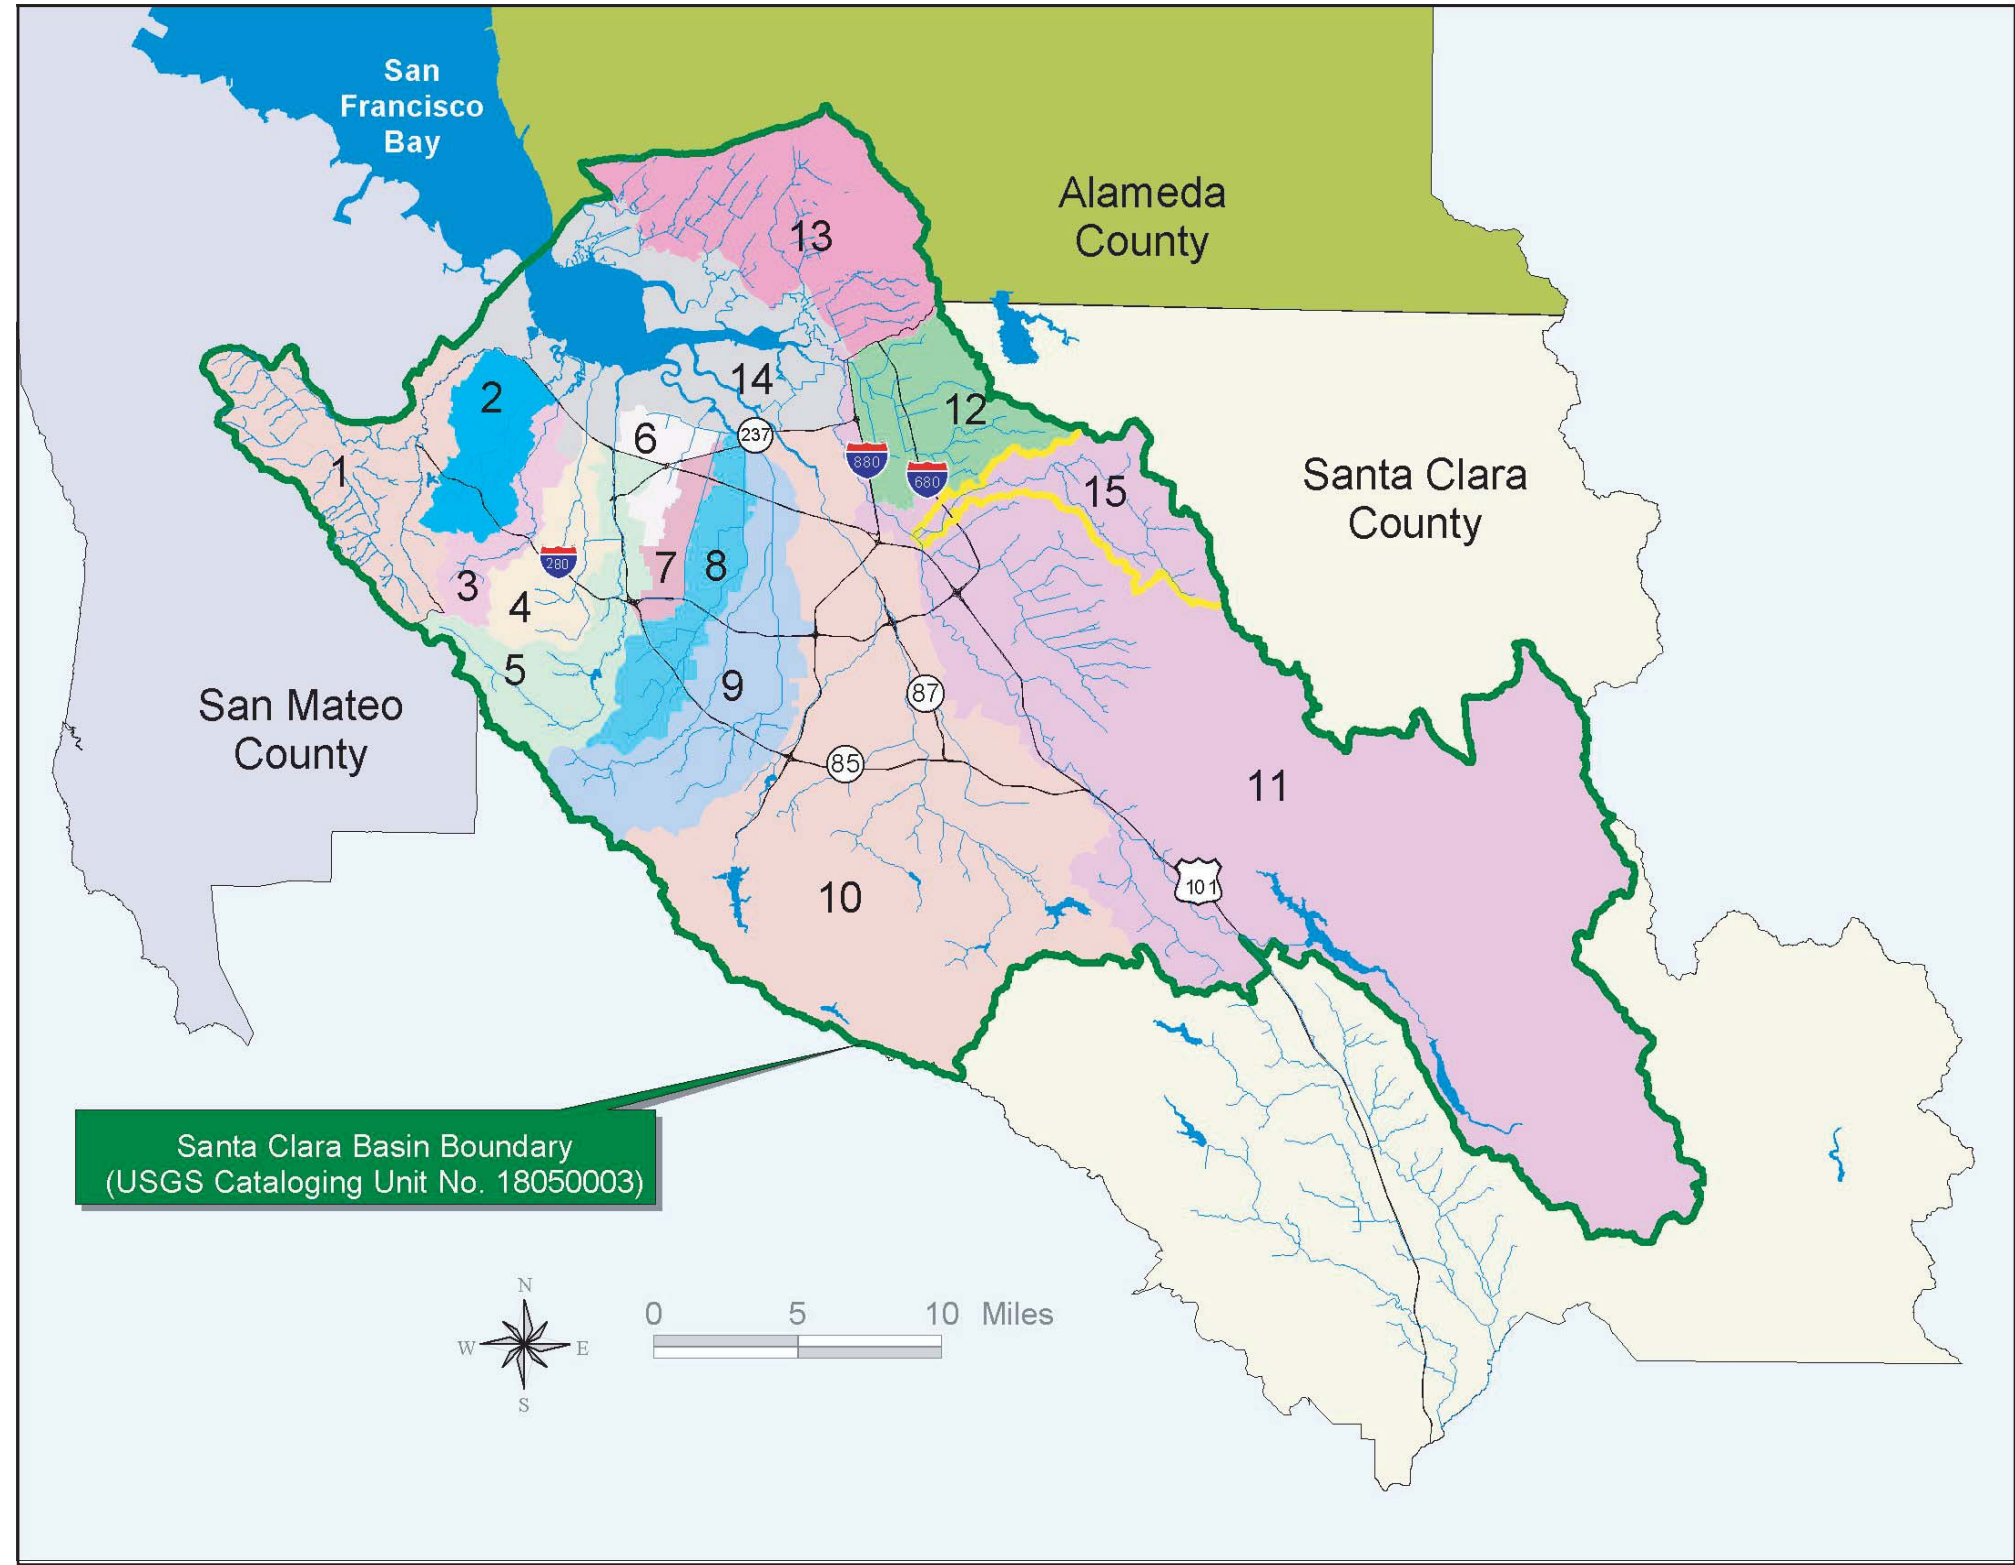 San
Francisco
Bay
Alameda
County
13
14
2
12
6
237
1
880
680
15
Santa Clara
County
280
7
8
3
4
5
9
87
San Mateo
County
85
11
10
101
Santa Clara Basin Boundary
(USGS Cataloging Unit No. 18050003)
N
W
E
S
0 5 10 Miles